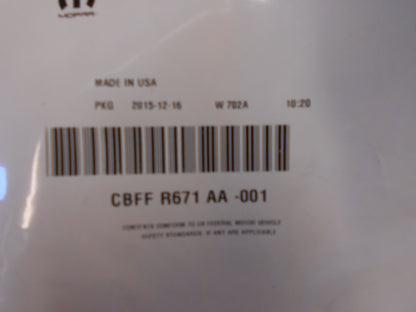 MOPAR
MADE IN USA
PKG 2015-12-16 W 702A 10:20
CBFF R671 AA -001
CONTENTS CONFORM TO US FEDERAL MOTOR VEHICLE
SAFETY STANDARDS IF ANY ARE APPLICABLE